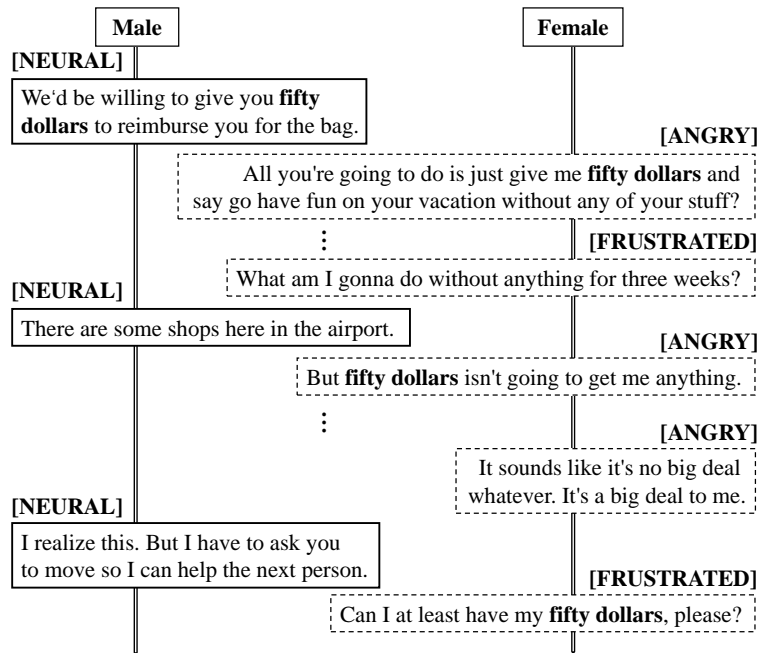 Male
Female
[NEURAL]
We‘d be willing to give you fifty
dollars to reimburse you for the bag.
[ANGRY]
All you're going to do is just give me fifty dollars and
say go have fun on your vacation without any of your stuff?
[FRUSTRATED]
What am I gonna do without anything for three weeks?
[NEURAL]
There are some shops here in the airport.
[ANGRY]
But fifty dollars isn't going to get me anything.
[ANGRY]
It sounds like it's no big deal
whatever. It's a big deal to me.
[NEURAL]
I realize this. But I have to ask you
to move so I can help the next person.
[FRUSTRATED]
Can I at least have my fifty dollars, please?